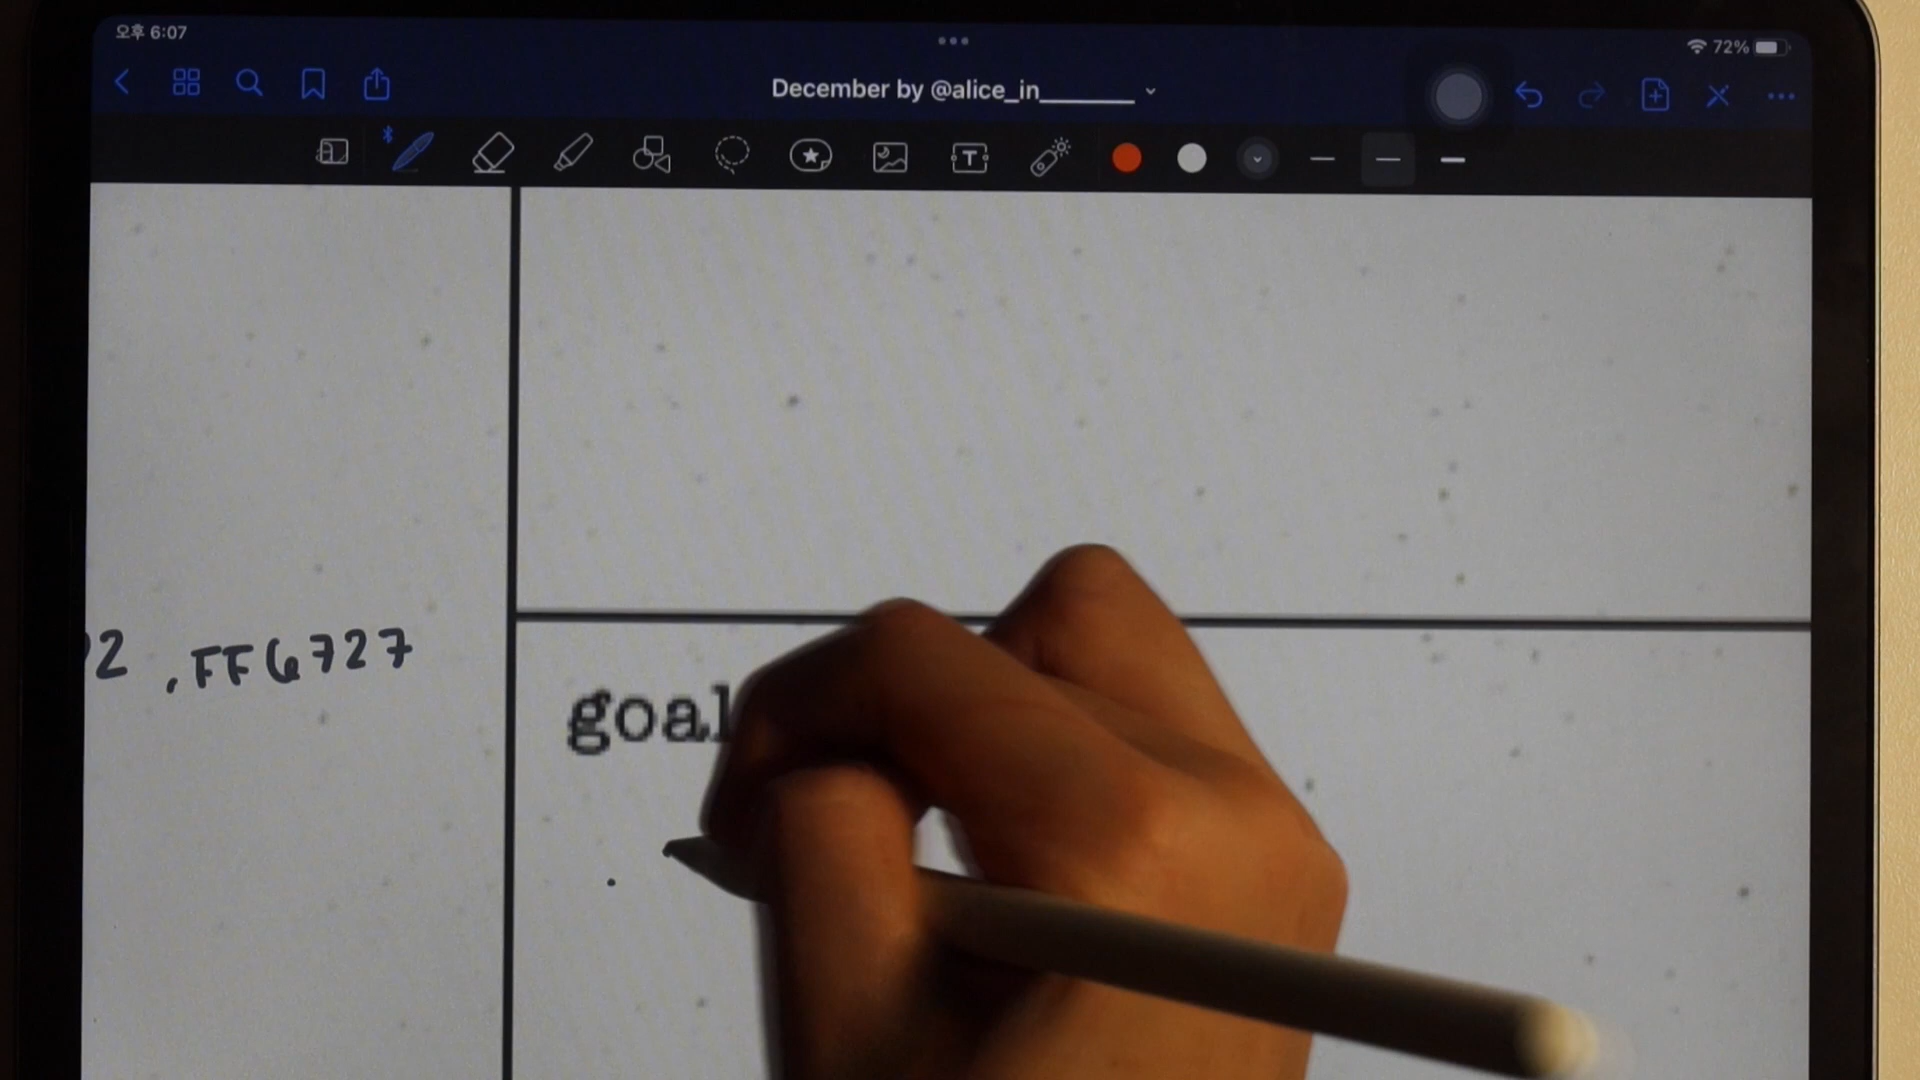 오후 6:07
72%
December by @alice_in_______
T
2 .FF6727
goal